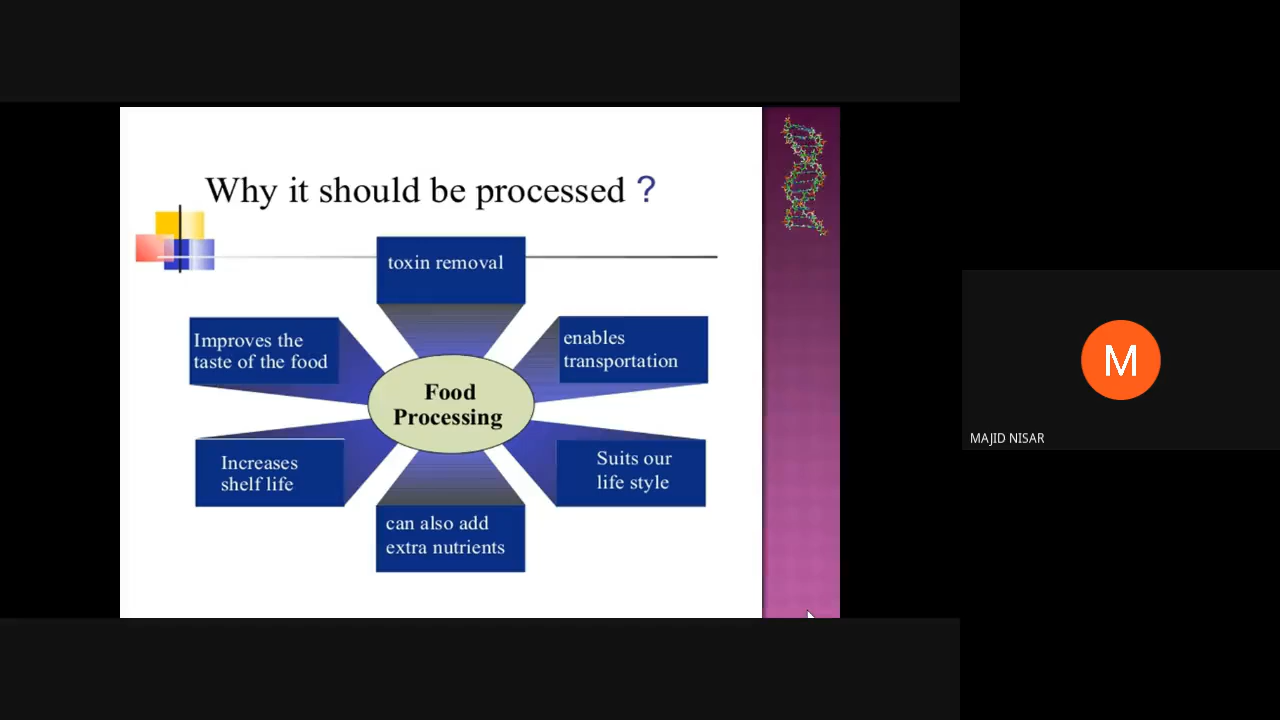 Why it should be processed ?
toxin removal
Improves the
taste of the food
enables
transportation
Food
Processing
Increases
shelf life
Suits our
life style
can also add
extra nutrients
M
MAJID NISAR